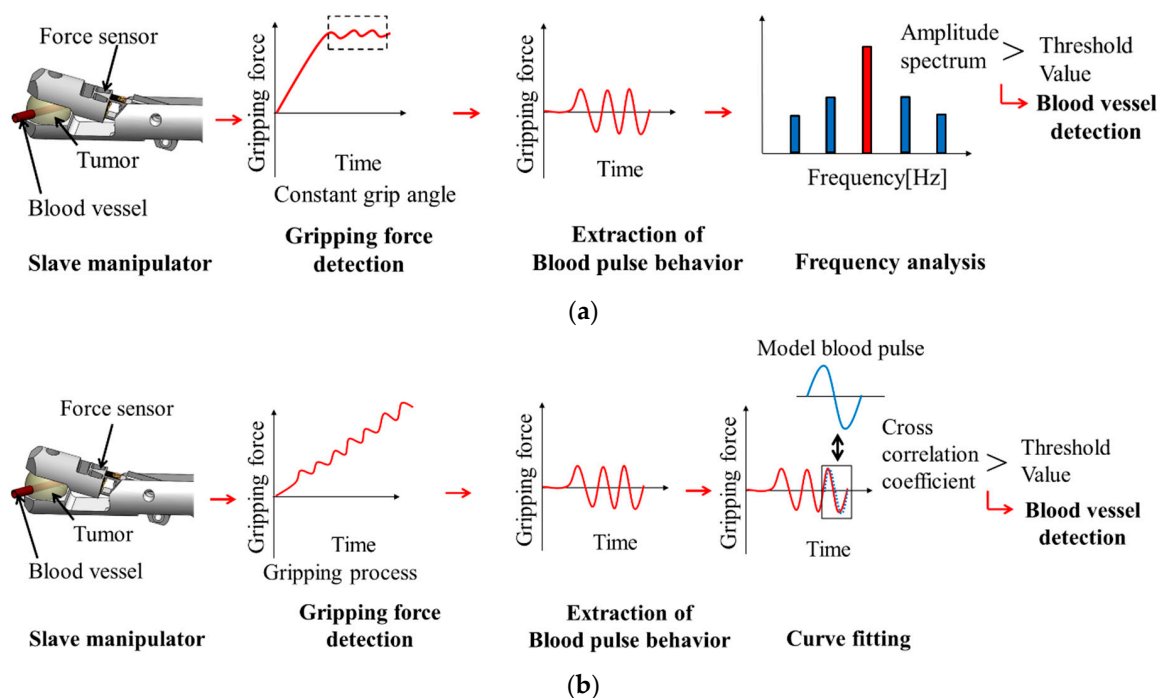 Force sensor
Tumor
Blood vessel
Slave manipulator
Gripping force
Time
Constant grip angle
Gripping force
detection
Gripping force
Time
Extraction of
Blood pulse behavior
Frequency[Hz]
Frequency analysis
Amplitude
spectrum
>
Threshold
Value
Blood vessel
detection
(a)
Force sensor
Tumor
Blood vessel
Slave manipulator
Gripping force
Time
Gripping process
Gripping force
detection
Gripping force
Time
Extraction of
Blood pulse behavior
Model blood pulse
Gripping force
Time
Curve fitting
Cross
correlation
coefficient
>
Threshold
Value
Blood vessel
detection
(b)